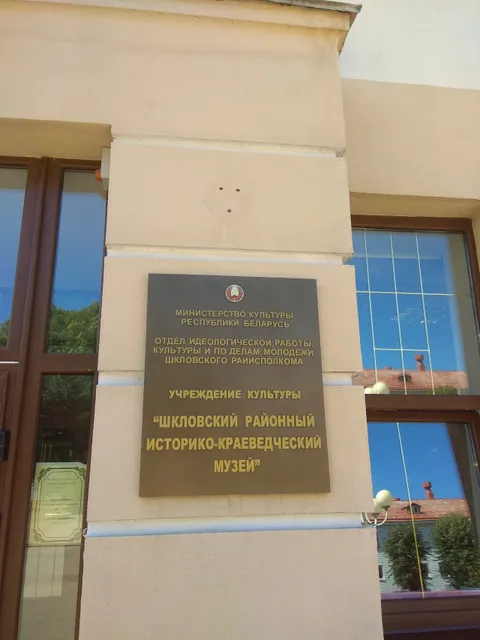 МИНИСТЕРСТВО КУЛЬТУРЫ
РЕСПУБЛИКИ БЕЛАРУСЬ
ОТДЕЛ ИДЕОЛОГИЧЕСКОЙ РАБОТЫ,
КУЛЬТУРЫ И ПО ДЕЛАМ МОЛОДЕЖИ
ШКЛОВСКОГО РАЙИСПОЛКОМА
УЧРЕЖДЕНИЕ КУЛЬТУРЫ
"ШКЛОВСКИЙ РАЙОННЫЙ
ИСТОРИКО-КРАЕВЕДЧЕСКИЙ
МУЗЕЙ"